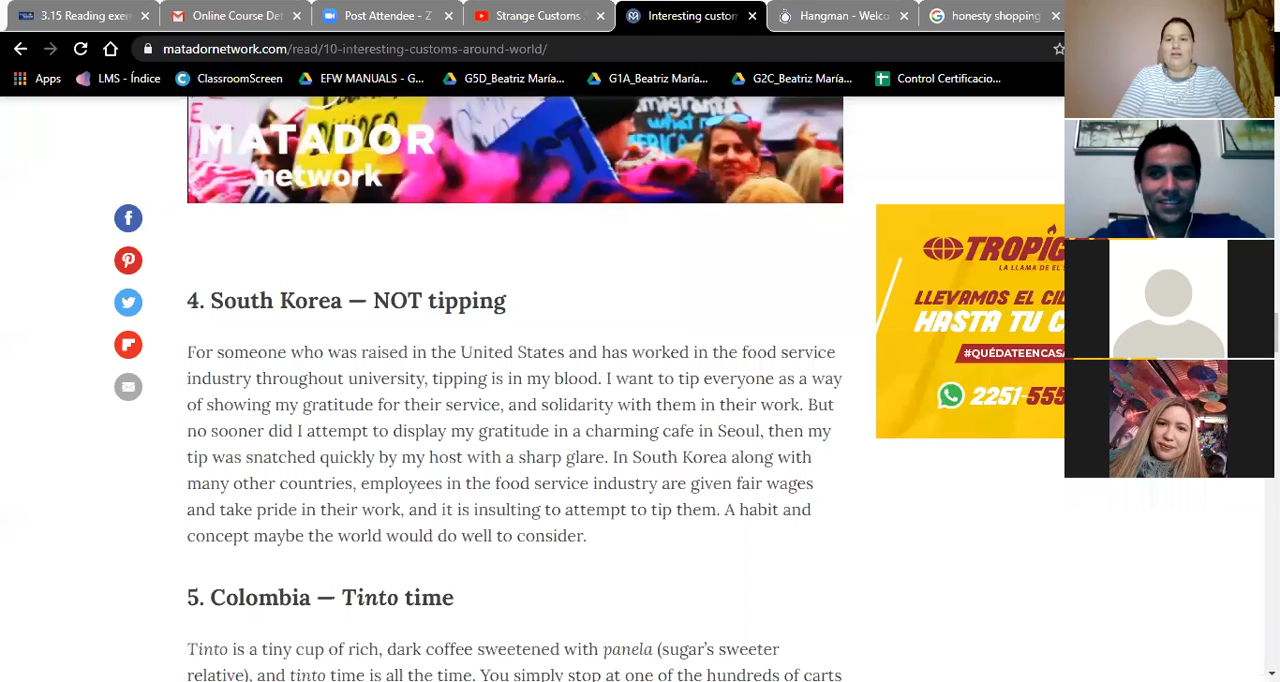 3.15 Reading exer
Online Course Det
Post Attendee - Z
Strange Customs
Interesting custom
Hangman - Welco
honesty shopping
matadornetwork.com/read/10-interesting-customs-around-world/
Apps
LMS - Índice
ClassroomScreen
EFW MANUALS - G...
G5D_Beatriz María...
G1A_Beatriz María...
G2C_Beatriz María...
Control Certificacio...
MATADOR
network
4. South Korea — NOT tipping
For someone who was raised in the United States and has worked in the food service
industry throughout university, tipping is in my blood. I want to tip everyone as a way
of showing my gratitude for their service, and solidarity with them in their work. But
no sooner did I attempt to display my gratitude in a charming cafe in Seoul, then my
tip was snatched quickly by my host with a sharp glare. In South Korea along with
many other countries, employees in the food service industry are given fair wages
and take pride in their work, and it is insulting to attempt to tip them. A habit and
concept maybe the world would do well to consider.
5. Colombia — Tinto time
Tinto is a tiny cup of rich, dark coffee sweetened with panela (sugar’s sweeter
relative), and tinto time is all the time. You simply stop at one of the hundreds of carts
TROPIG
LA LLAMA DE EL S
LLEVAMOS EL CIL
HASTA TU C
#QUÉDATEENCASA
2251-555